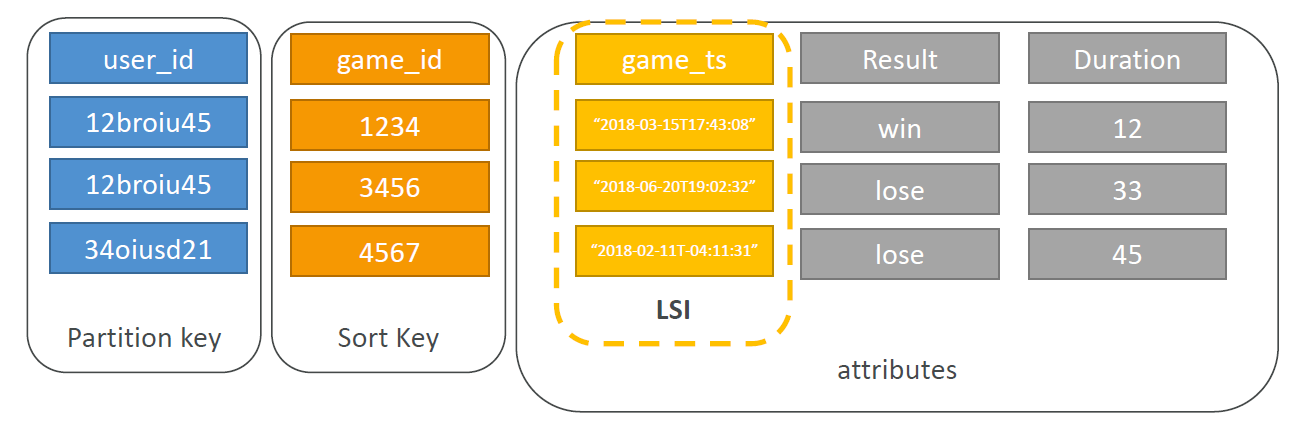 user_id game_id game_ts Result Duration
12broiu45 1234 “2018-03-15T17:43:08” win 12
12broiu45 3456 “2018-06-20T19:02:32” lose 33
34oiusd21 4567 “2018-02-11T-04:11:31” lose 45
LSI
Partition key Sort Key
attributes